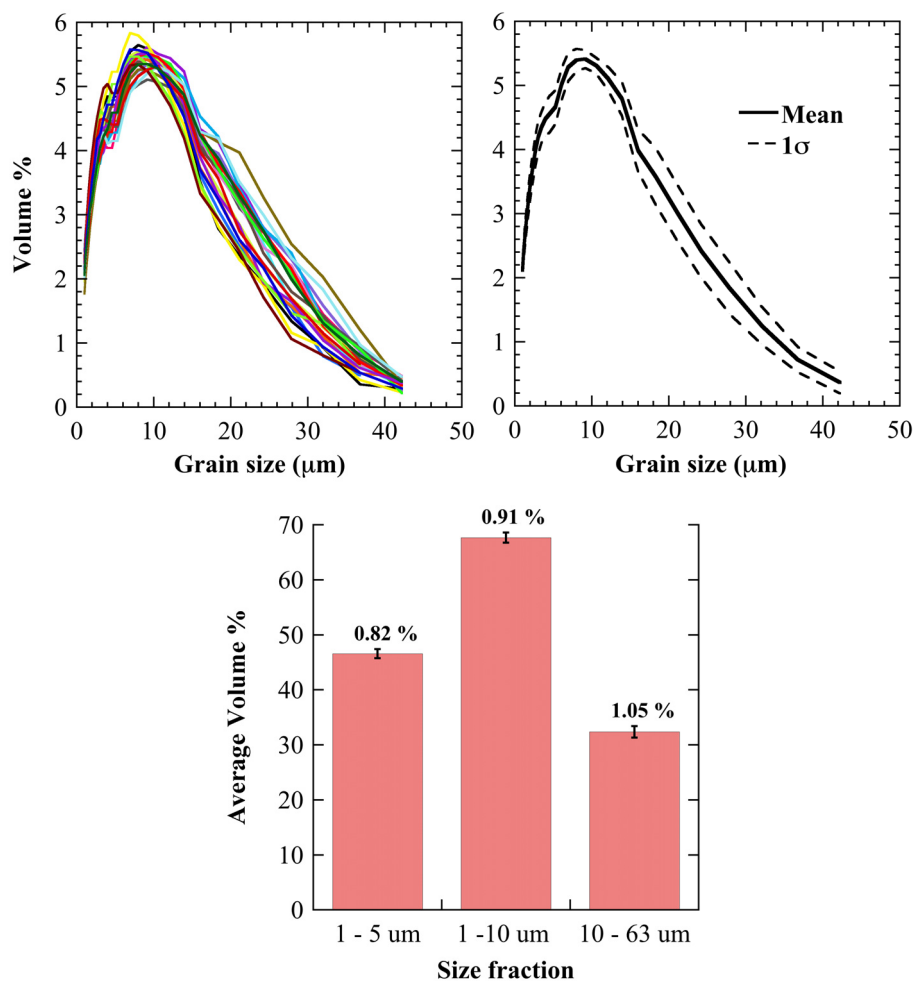 6
5
4
3
2
1
0
Volume %
0 10 20 30 40 50
Grain size (μm)
6
5
4
3
2
1
0
Mean
1σ
0 10 20 30 40 50
Grain size (μm)
70
60
50
40
30
20
10
0
Average Volume %
0.82 %
0.91 %
1.05 %
1 - 5 um 1 -10 um 10 - 63 um
Size fraction